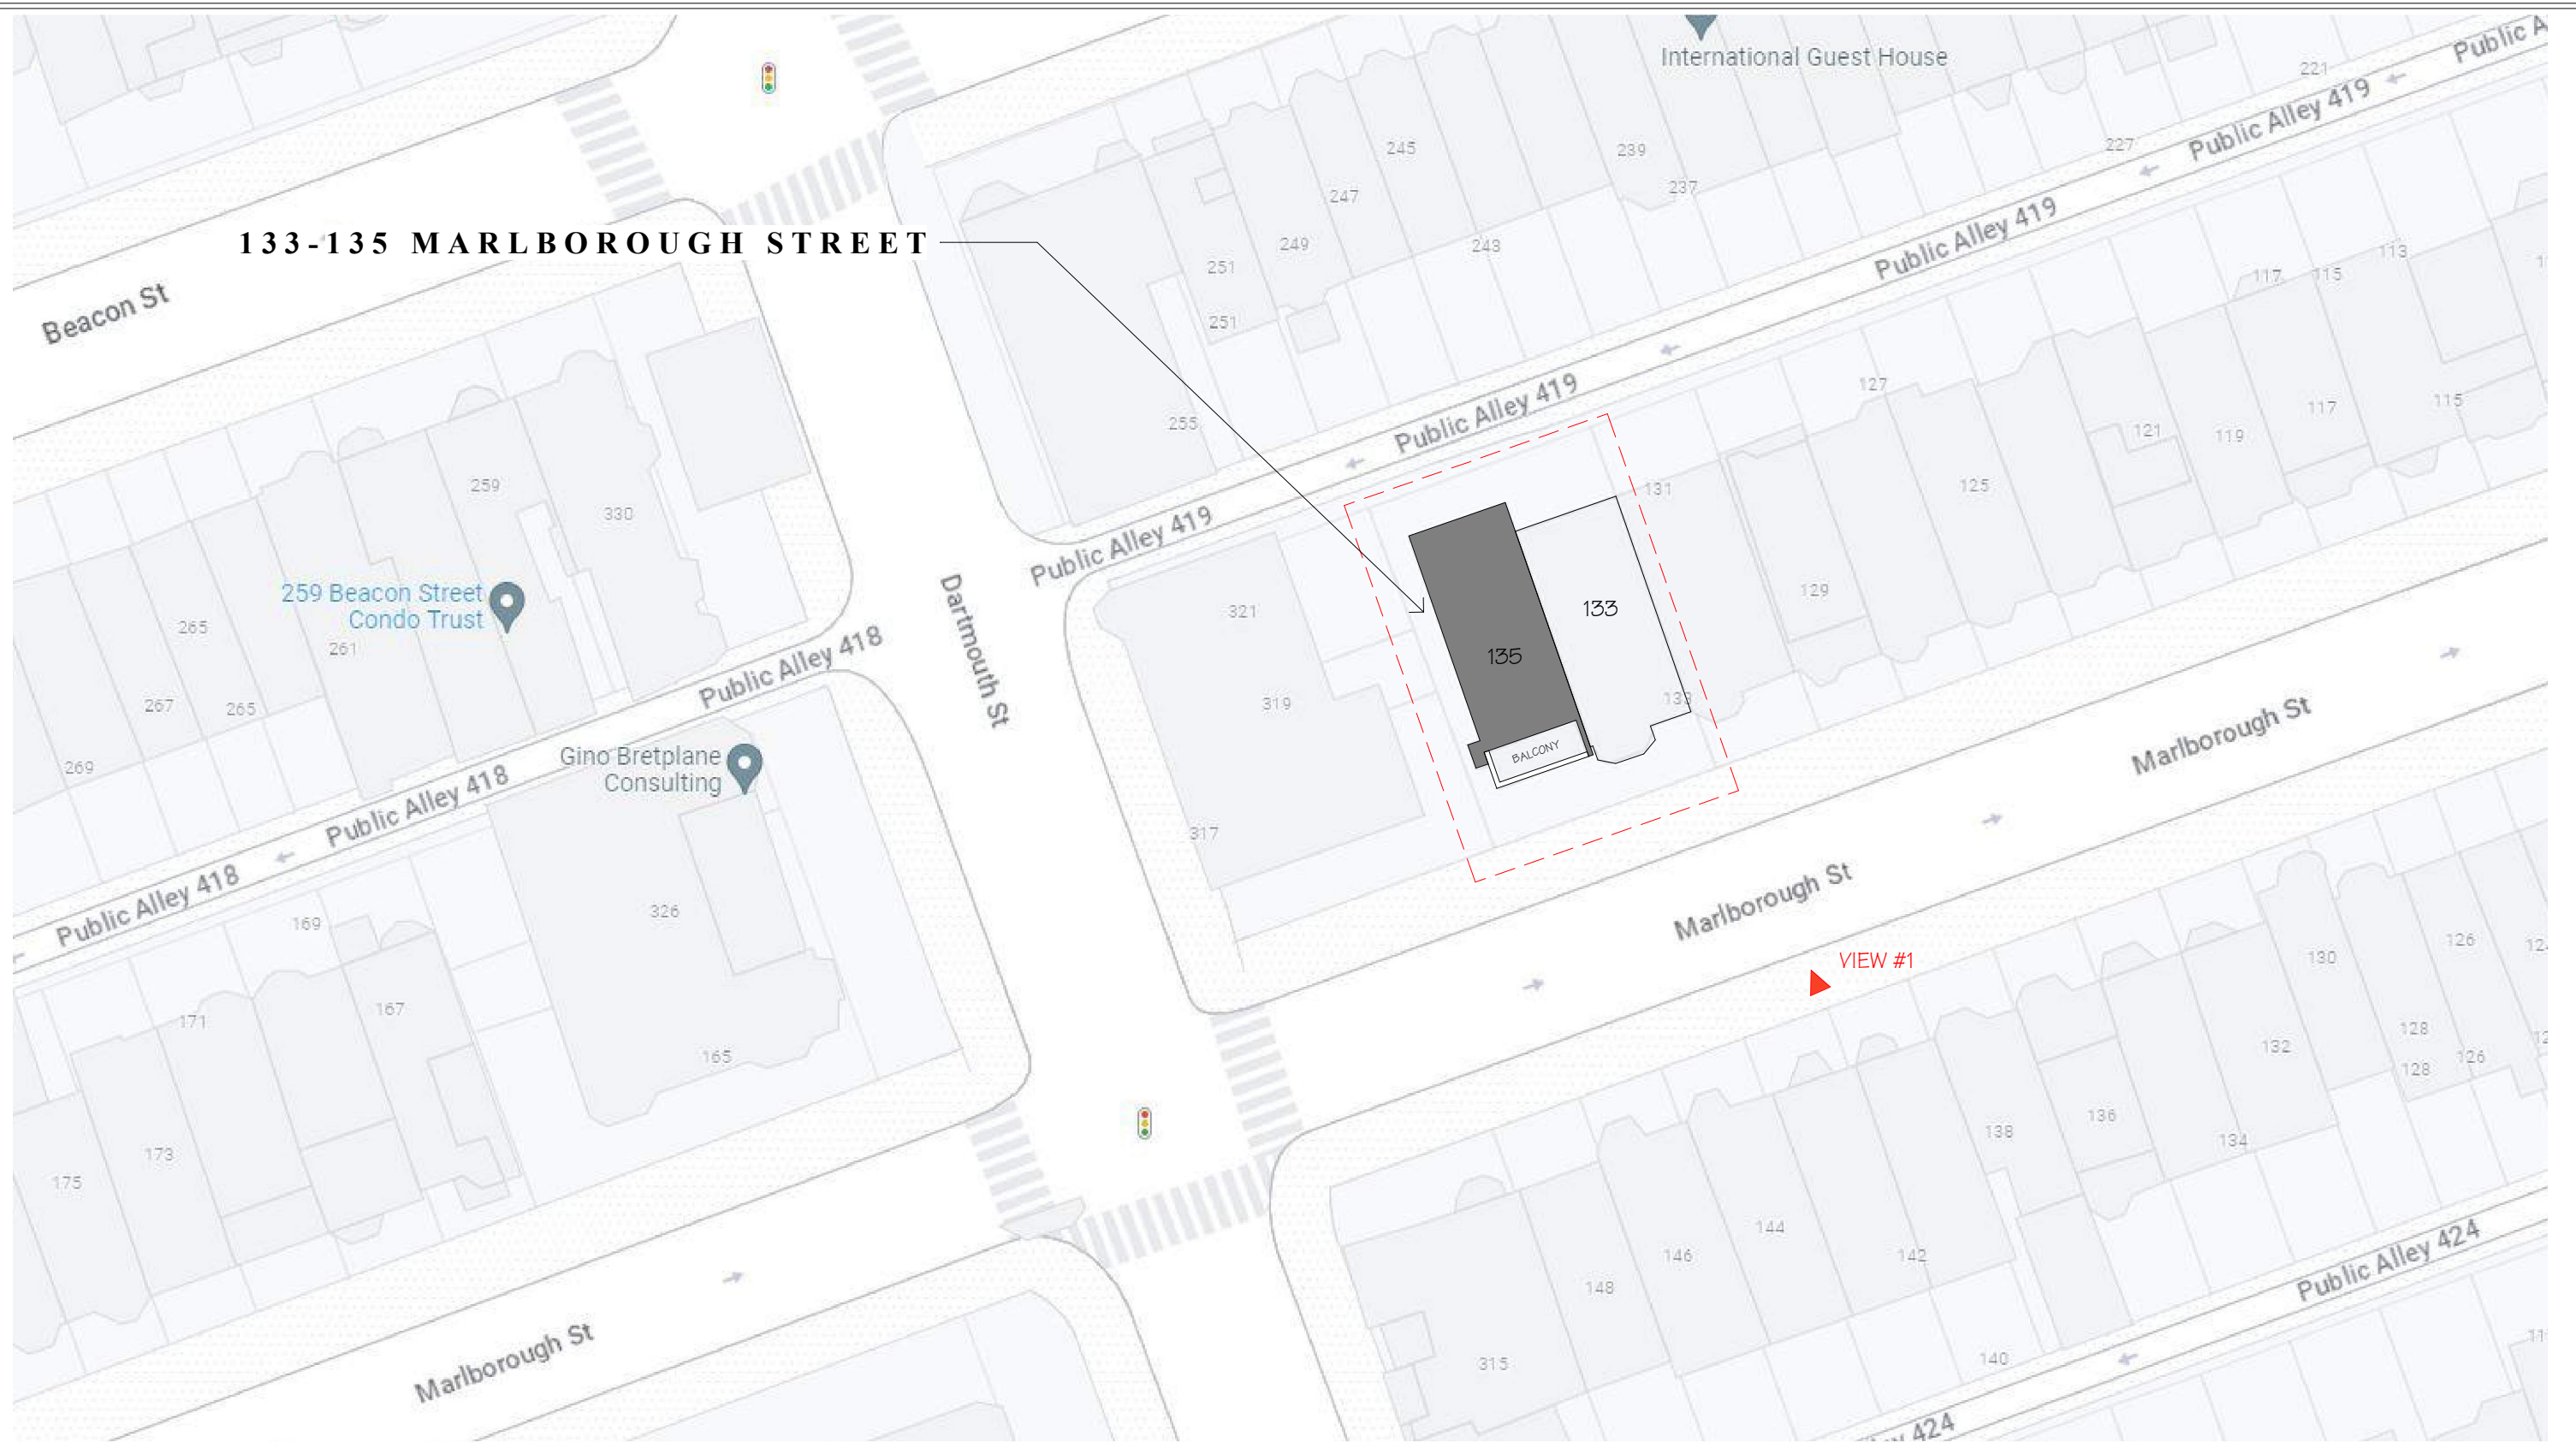 International Guest House
Public A
221
Public Alley 419
227
Public Alley 419
245
239
237
247
249
243
251
251
255
133-135 MARLBOROUGH STREET
Beacon St
113
115
117
Public Alley 419
127
117
115
121
119
125
131
129
Public Alley 419
259
330
259 Beacon Street
Condo Trust
265
261
267
265
269
Public Alley 418
Dartmouth St
321
319
317
133
135
133
BALCONY
Gino Bretplane
Consulting
Public Alley 418
Public Alley 418
Marlborough St
Marlborough St
VIEW #1
169
326
167
171
165
173
175
130
126
128
126
128
132
136
134
138
144
142
146
148
315
140
Public Alley 424
424
Marlborough St